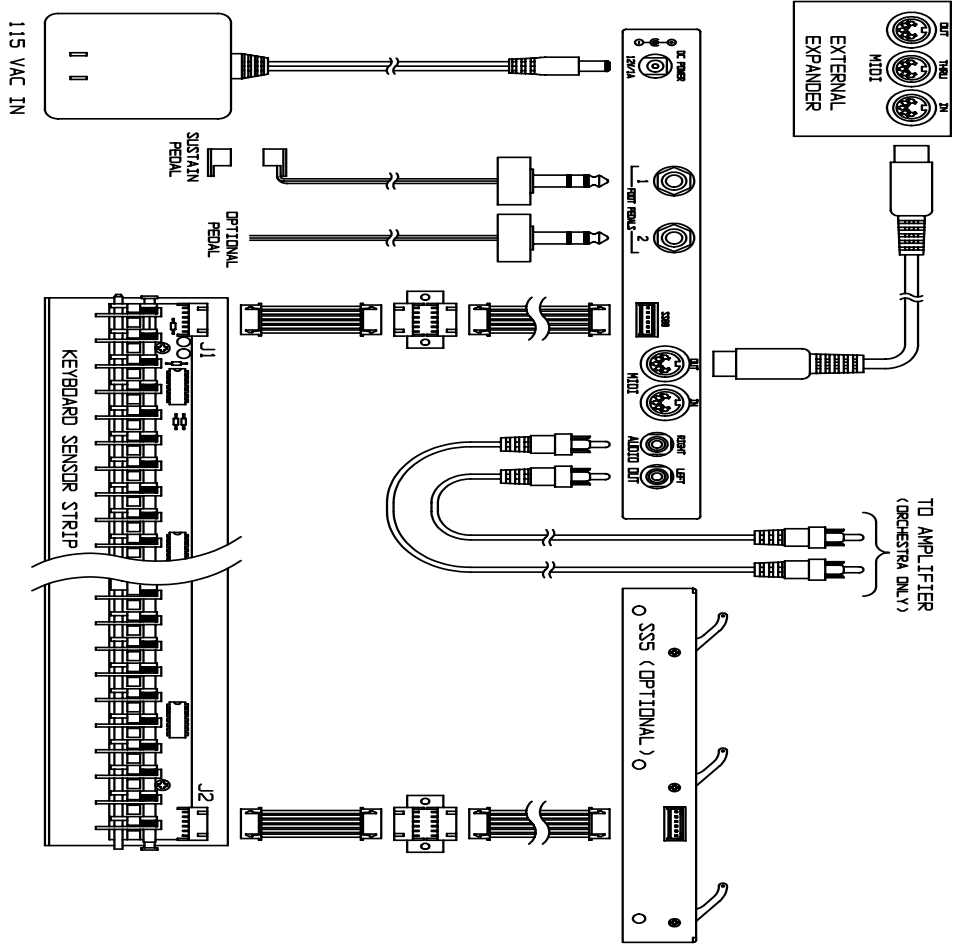 OUT THRU IN
MIDI
EXTERNAL
EXPANDER
TO AMPLIFIER
(ORCHESTRA ONLY)
DC POWER
12V/1A
1 2
FOOT PEDALS
SS88
OUT IN
MIDI
RIGHT LEFT
AUDIO OUT
SS5 (OPTIONAL)
SUSTAIN
PEDAL
OPTIONAL
PEDAL
J1
J2
KEYBOARD SENSOR STRIP
115 VAC IN